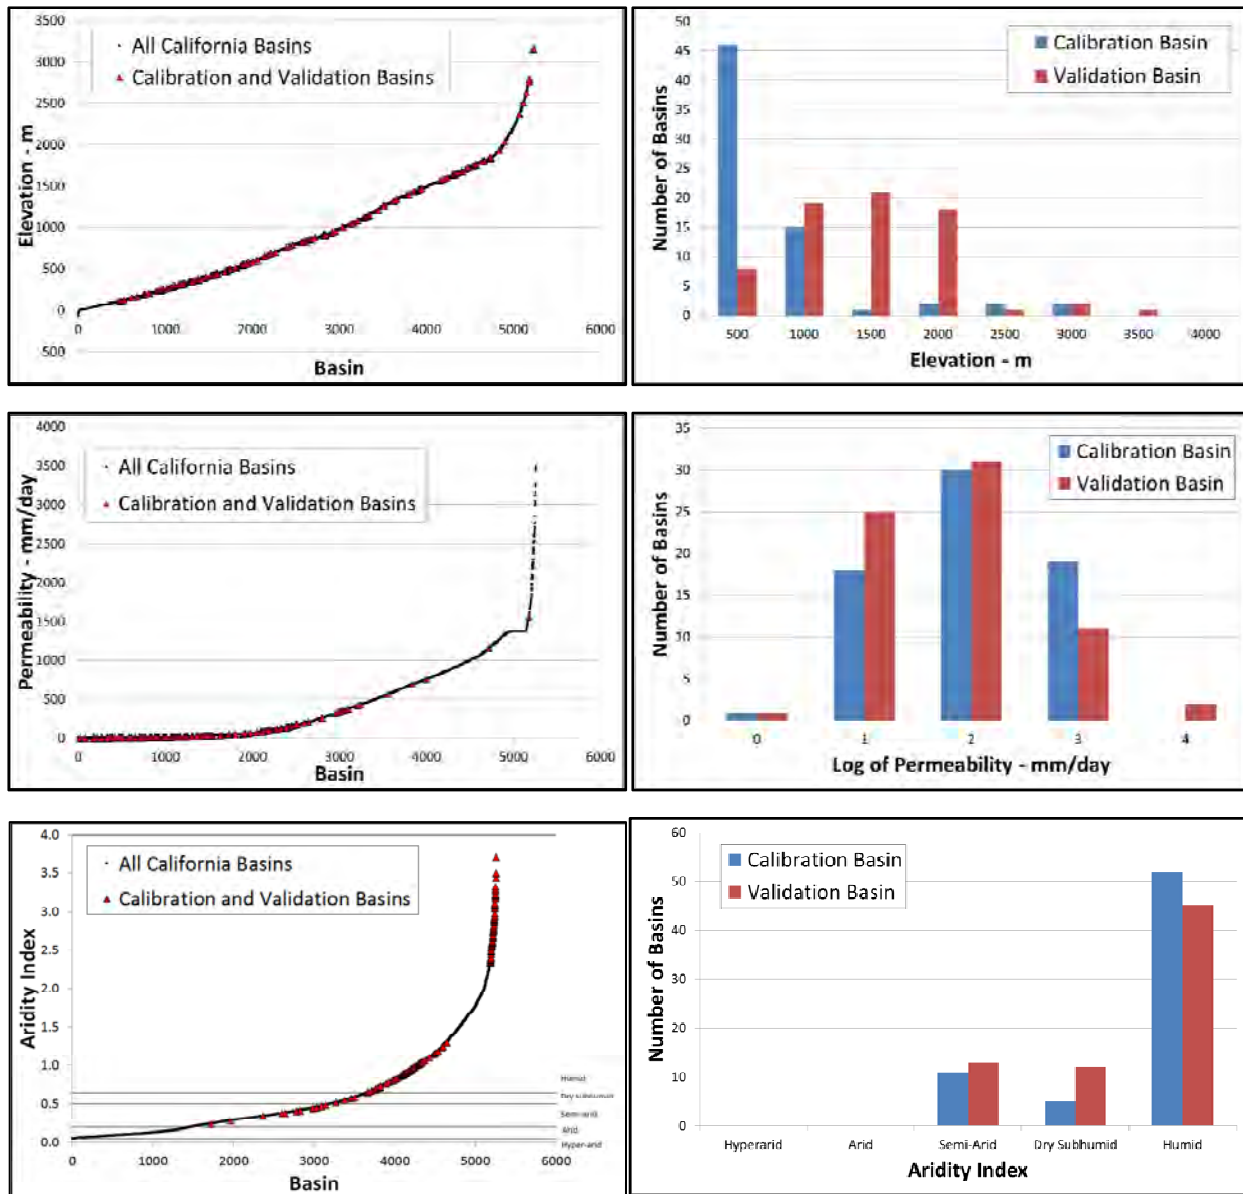 3500
3000
2500
2000
1500
1000
500
0
500
Elevation - m
All California Basins
Calibration and Validation Basins
0 1000 2000 3000 4000 5000 6000
Basin
50
45
40
35
30
25
20
15
10
5
0
Number of Basins
Calibration Basin
Validation Basin
500 1000 1500 2000 2500 3000 3500 4000
Elevation - m
4000
3500
3000
2500
2000
1500
1000
500
0
Permeability - mm/day
All California Basins
Calibration and Validation Basins
0 1000 2000 3000 4000 5000 6000
Basin
35
30
25
20
15
10
5
0
Number of Basins
Calibration Basin
Validation Basin
0 1 2 3 4
Log of Permeability - mm/day
4.0
3.5
3.0
2.5
2.0
1.5
1.0
0.5
0.0
Aridity Index
All California Basins
Calibration and Validation Basins
Humid
Dry subhumid
Semi-arid
Arid
Hyper-arid
0 1000 2000 3000 4000 5000 6000
Basin
60
50
40
30
20
10
0
Number of Basins
Calibration Basin
Validation Basin
Hyperarid Arid Semi-Arid Dry Subhumid Humid
Aridity Index